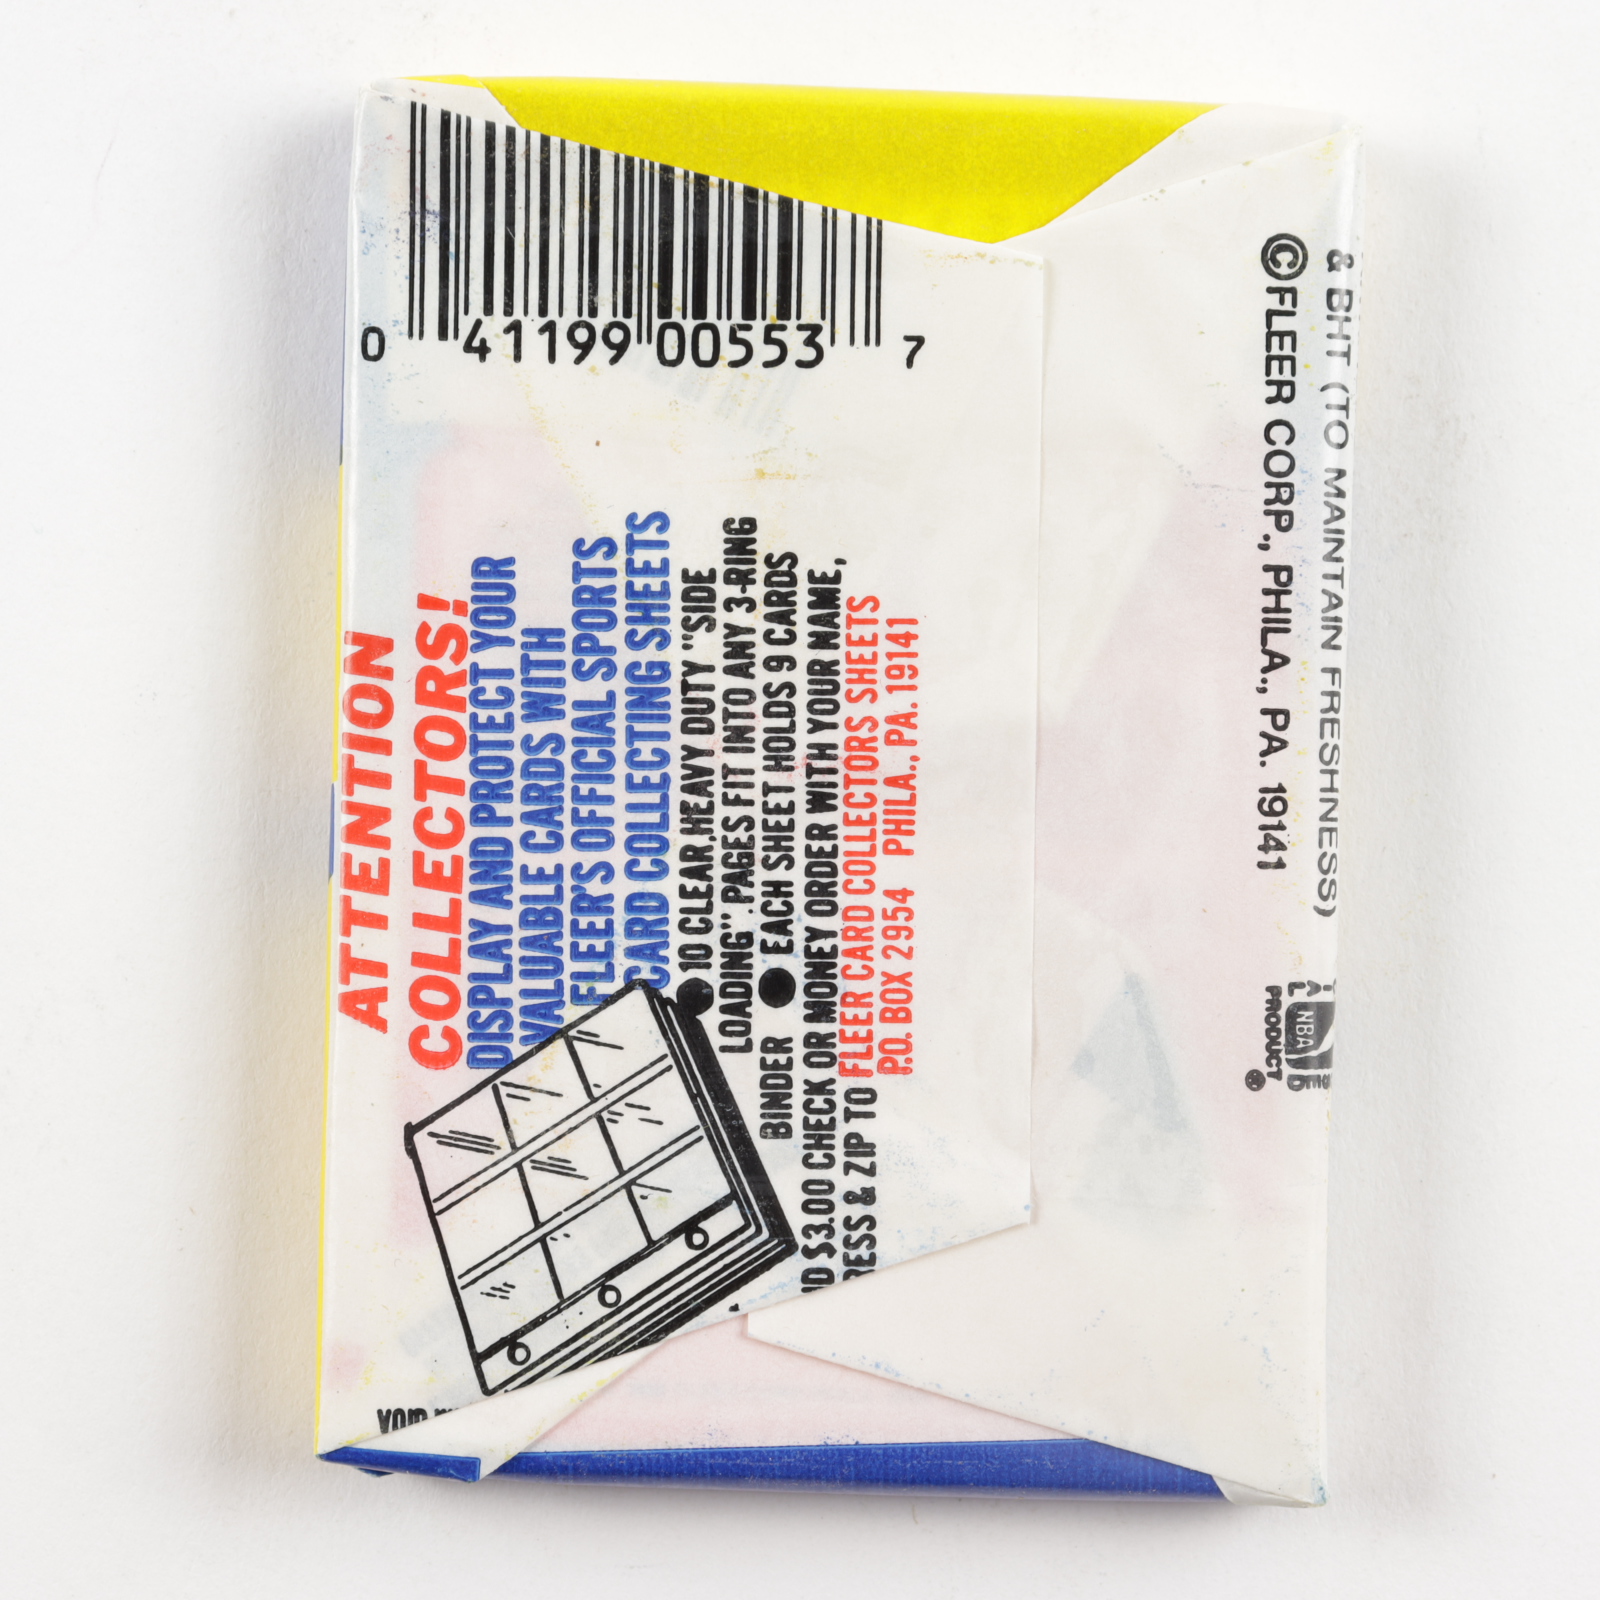 0 41199 00553 7
ATTENTION
COLLECTORS!
DISPLAY AND PROTECT YOUR
VALUABLE CARDS WITH
FLEER'S OFFICIAL SPORTS
CARD COLLECTING SHEETS
● 10 CLEAR, HEAVY DUTY "SIDE
LOADING" PAGES FIT INTO ANY 3-RING
BINDER ● EACH SHEET HOLDS 9 CARDS
$3.00 CHECK OR MONEY ORDER WITH YOUR NAME,
& ZIP TO FLEER CARD COLLECTORS SHEETS
P.O. BOX 2954 PHILA., PA. 19141
& BHT (TO MAINTAIN FRESHNESS)
©FLEER CORP., PHILA., PA. 19141
NBA
PRODUCT
®